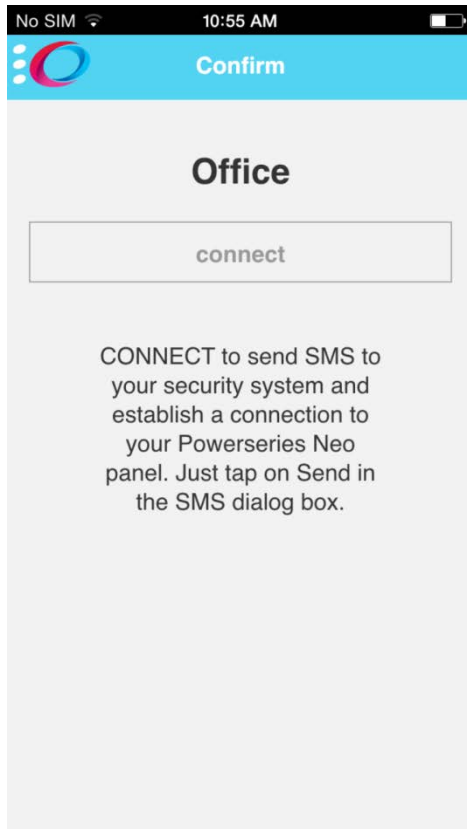 No SIM 10:55 AM
Confirm
Office
connect
CONNECT to send SMS to
your security system and
establish a connection to
your Powerseries Neo
panel. Just tap on Send in
the SMS dialog box.